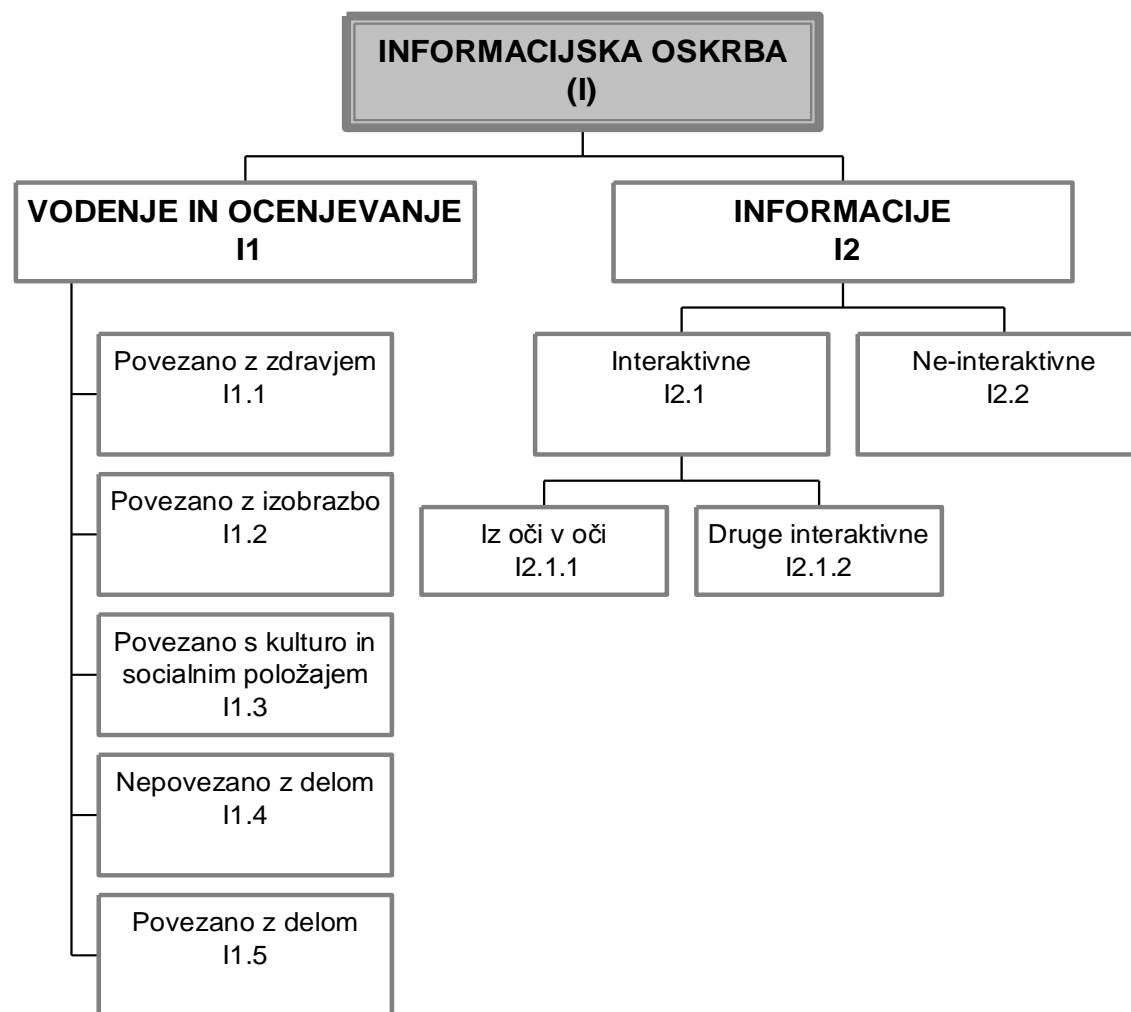 INFORMACIJSKA OSKRBA
(I)
VODENJE IN OCENJEVANJE
I1
INFORMACIJE
I2
Povezano z zdravjem
I1.1
Povezano z izobrazbo
I1.2
Povezano s kulturo in
socialnim položajem
I1.3
Nepovezano z delom
I1.4
Povezano z delom
I1.5
Interaktivne
I2.1
Ne-interaktivne
I2.2
Iz oči v oči
I2.1.1
Druge interaktivne
I2.1.2